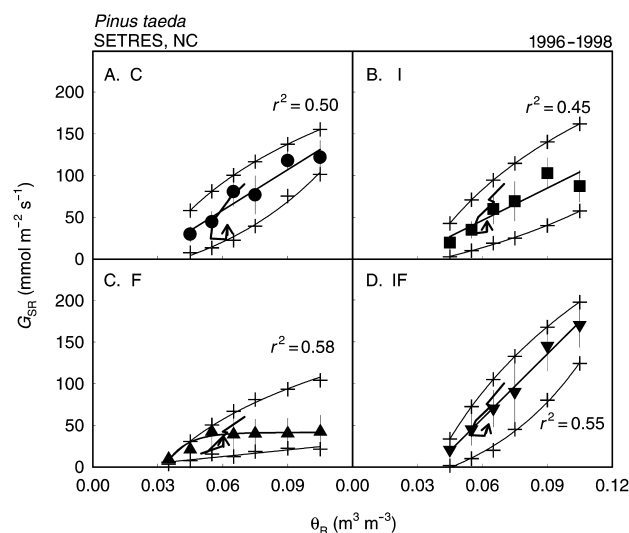 Pinus taeda
SETRES, NC
1996–1998
A. C
r² = 0.50
B. I
r² = 0.45
200
150
100
50
0
C. F
r² = 0.58
D. IF
r² = 0.55
200
150
100
50
0
G_SR (mmol m⁻² s⁻¹)
0.00 0.03 0.06 0.09 0.00 0.03 0.06 0.09 0.12
θ_R (m³ m⁻³)